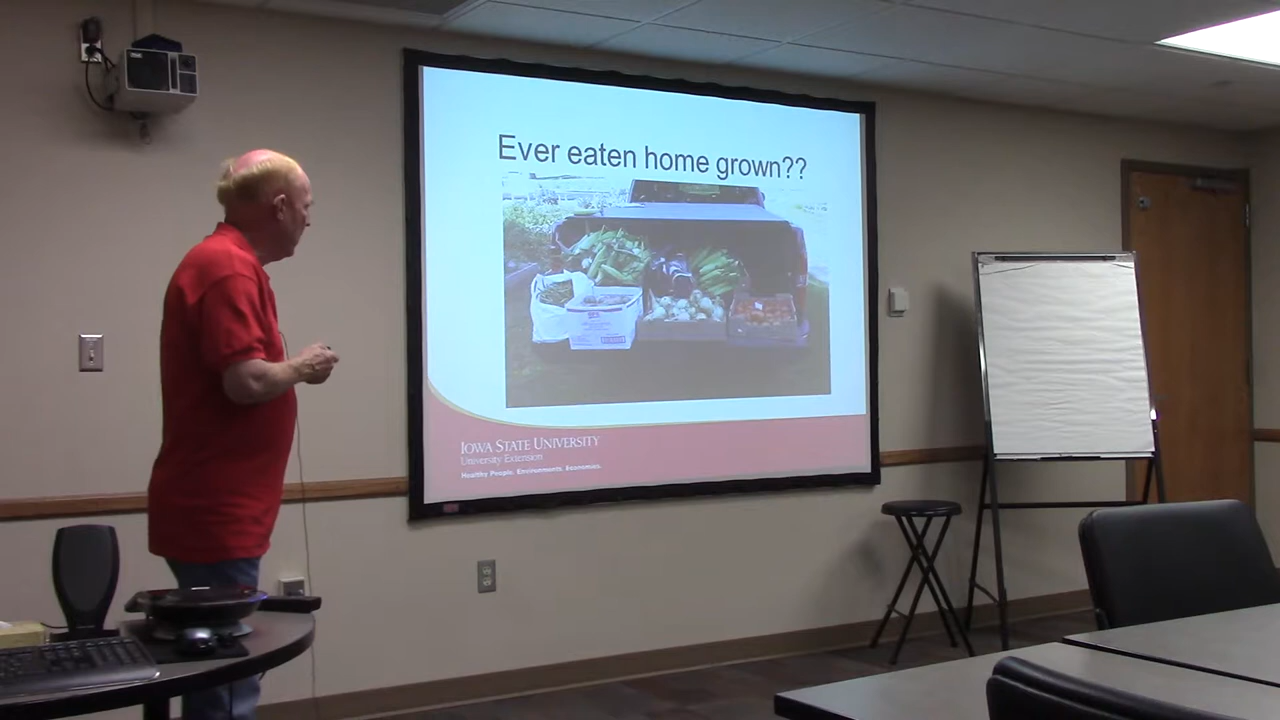 Ever eaten home grown??
IOWA STATE UNIVERSITY
University Extension
Healthy People. Environments. Economies.